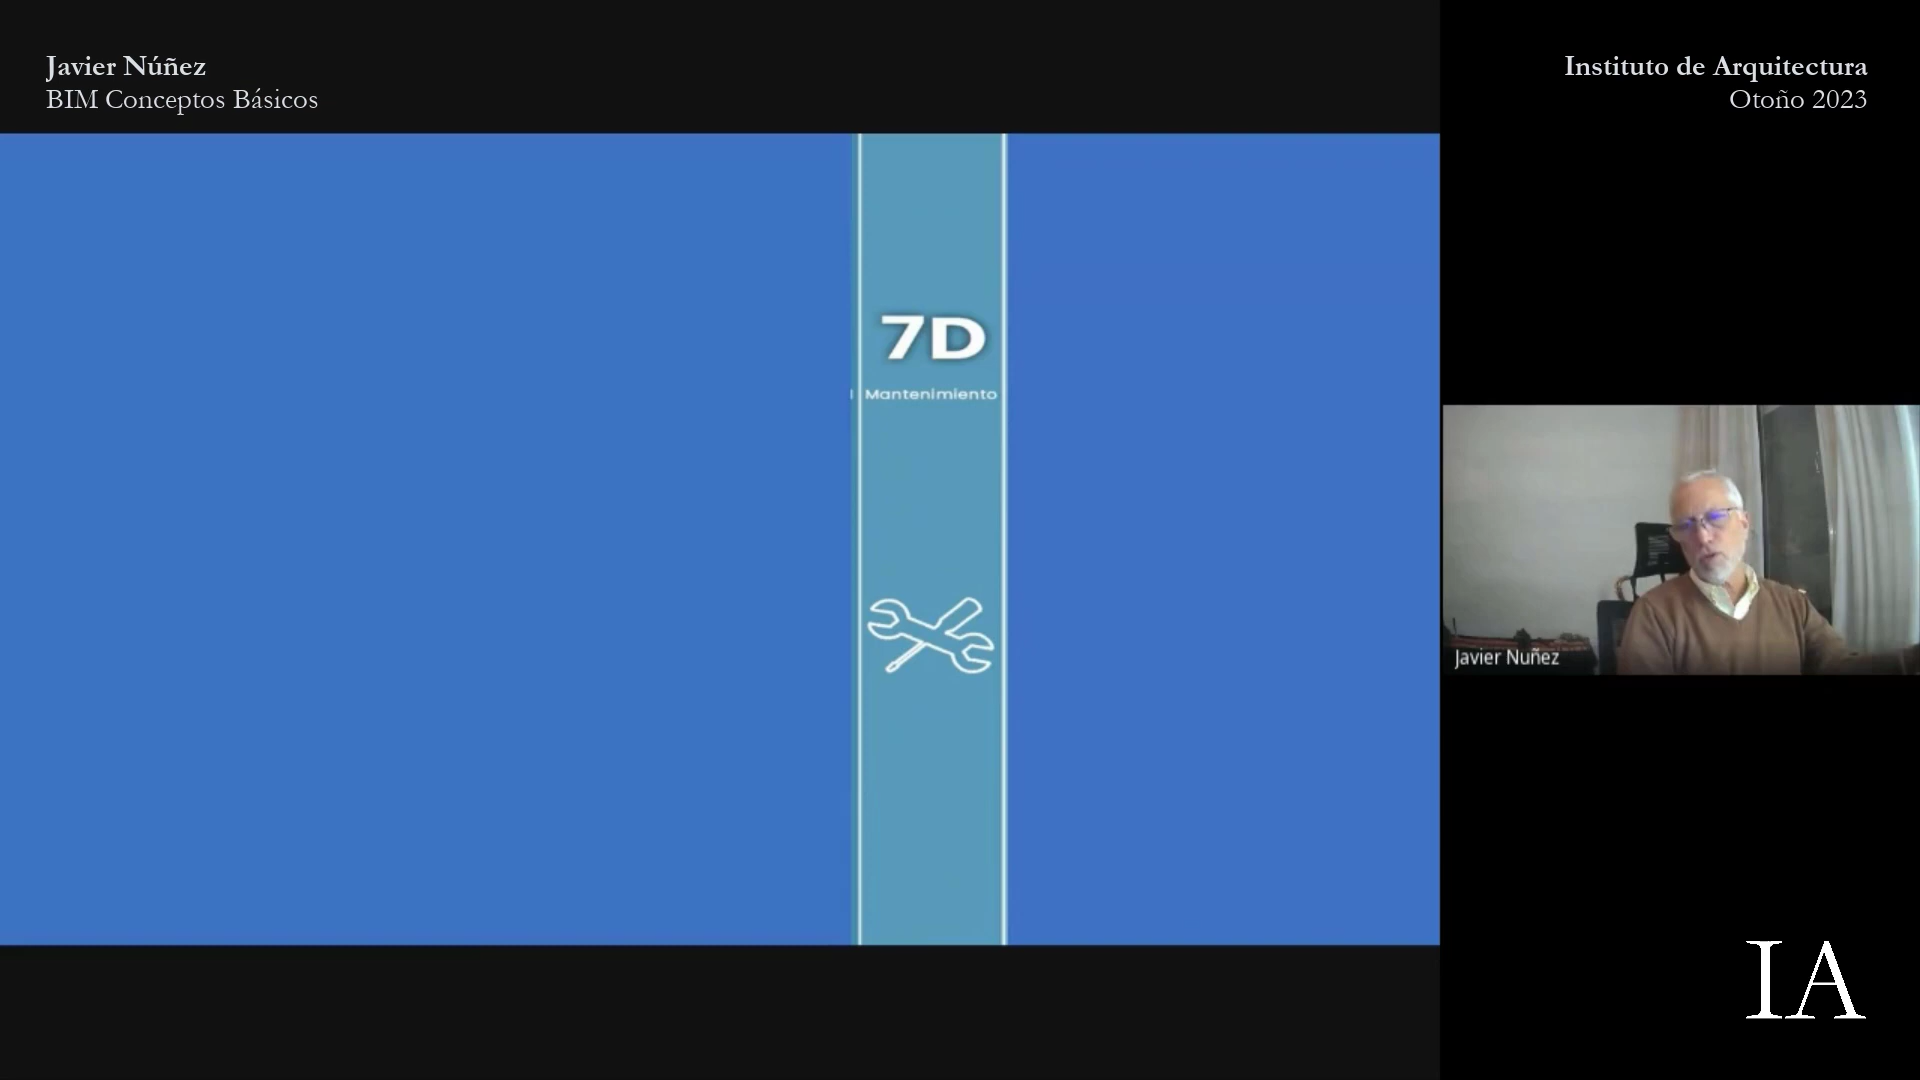 Javier Núñez
BIM Conceptos Básicos
Instituto de Arquitectura
Otoño 2023
7D
Mantenimiento
Javier Nuñez
IA